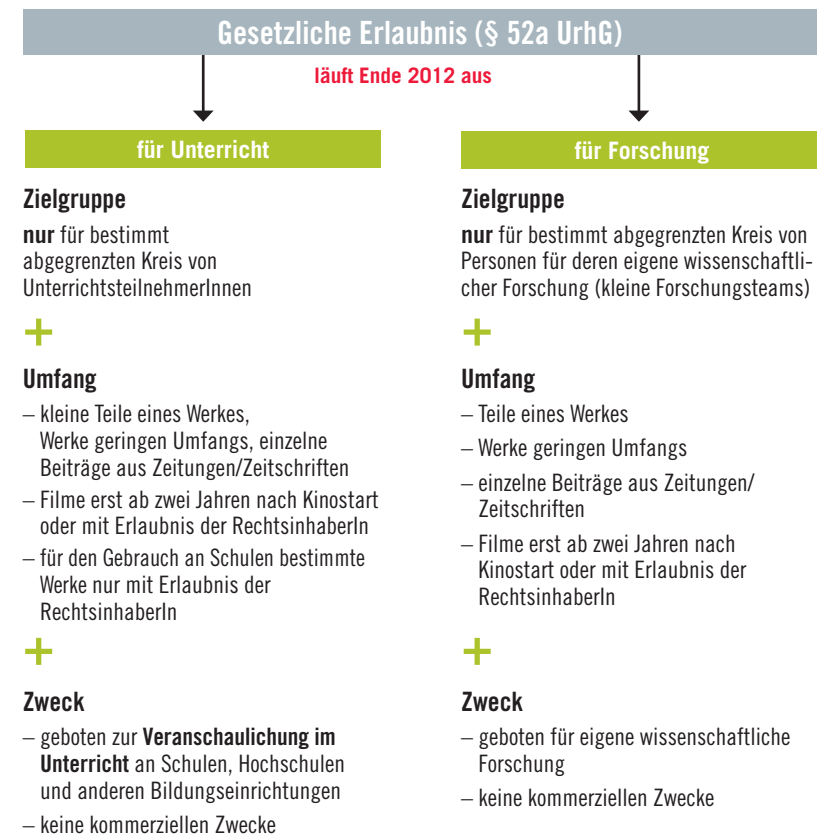 Gesetzliche Erlaubnis (§ 52a UrhG)
läuft Ende 2012 aus
für Unterricht
Zielgruppe
nur für bestimmt
abgegrenzten Kreis von
UnterrichtsteilnehmerInnen
+
Umfang
– kleine Teile eines Werkes,
Werke geringen Umfangs, einzelne
Beiträge aus Zeitungen/Zeitschriften
– Filme erst ab zwei Jahren nach Kinostart
oder mit Erlaubnis der RechtsinhaberIn
– für den Gebrauch an Schulen bestimmte
Werke nur mit Erlaubnis der
RechtsinhaberIn
+
Zweck
– geboten zur Veranschaulichung im
Unterricht an Schulen, Hochschulen
und anderen Bildungseinrichtungen
– keine kommerziellen Zwecke
für Forschung
Zielgruppe
nur für bestimmt abgegrenzten Kreis von
Personen für deren eigene wissenschaftli-
cher Forschung (kleine Forschungsteams)
+
Umfang
– Teile eines Werkes
– Werke geringen Umfangs
– einzelne Beiträge aus Zeitungen/
Zeitschriften
– Filme erst ab zwei Jahren nach
Kinostart oder mit Erlaubnis der
RechtsinhaberIn
+
Zweck
– geboten für eigene wissenschaftliche
Forschung
– keine kommerziellen Zwecke